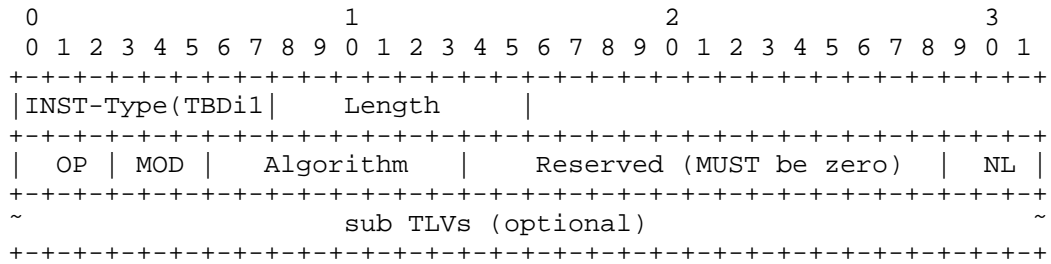 0                   1                   2                   3
 0 1 2 3 4 5 6 7 8 9 0 1 2 3 4 5 6 7 8 9 0 1 2 3 4 5 6 7 8 9 0 1
+-+-+-+-+-+-+-+-+-+-+-+-+-+-+-+-+-+-+-+-+-+-+-+-+-+-+-+-+-+-+-+-+
|INST-Type(TBDi1|    Length     |
+-+-+-+-+-+-+-+-+-+-+-+-+-+-+-+-+-+-+-+-+-+-+-+-+-+-+-+-+-+-+-+-+
|  OP | MOD |   Algorithm   |    Reserved (MUST be zero)  |  NL |
+-+-+-+-+-+-+-+-+-+-+-+-+-+-+-+-+-+-+-+-+-+-+-+-+-+-+-+-+-+-+-+-+
~                    sub TLVs (optional)                        ~
+-+-+-+-+-+-+-+-+-+-+-+-+-+-+-+-+-+-+-+-+-+-+-+-+-+-+-+-+-+-+-+-+